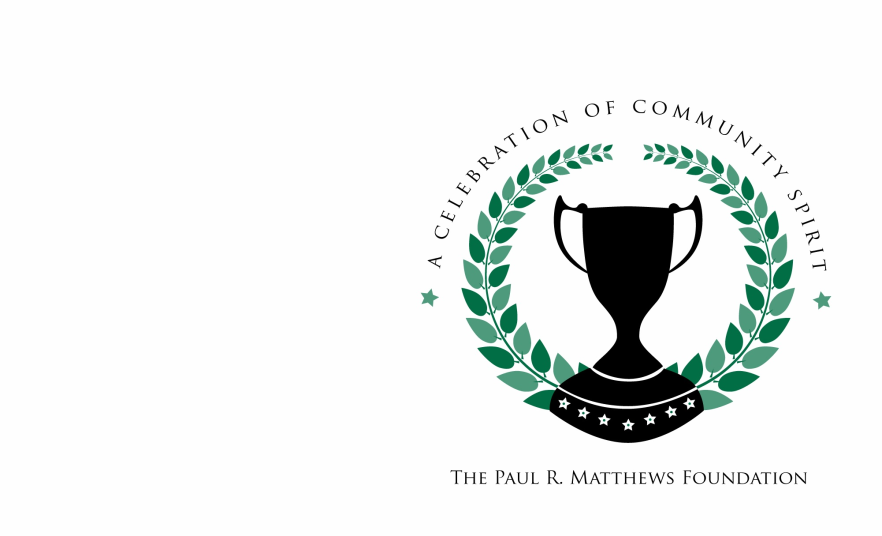 A CELEBRATION OF COMMUNITY SPIRIT
THE PAUL R. MATTHEWS FOUNDATION